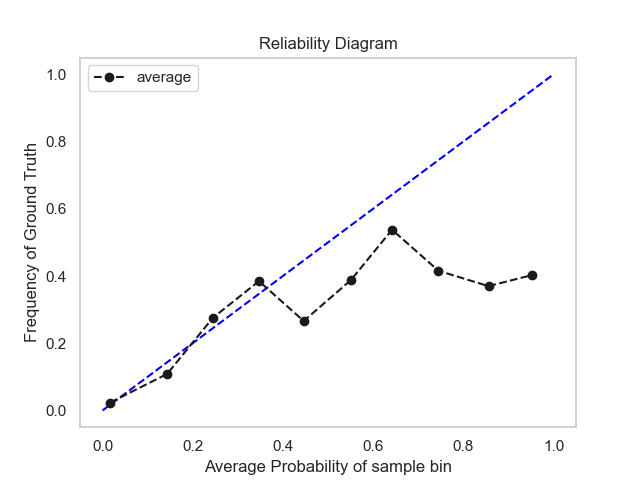 Reliability Diagram
average
Frequency of Ground Truth
1.0
0.8
0.6
0.4
0.2
0.0
0.0 0.2 0.4 0.6 0.8 1.0
Average Probability of sample bin